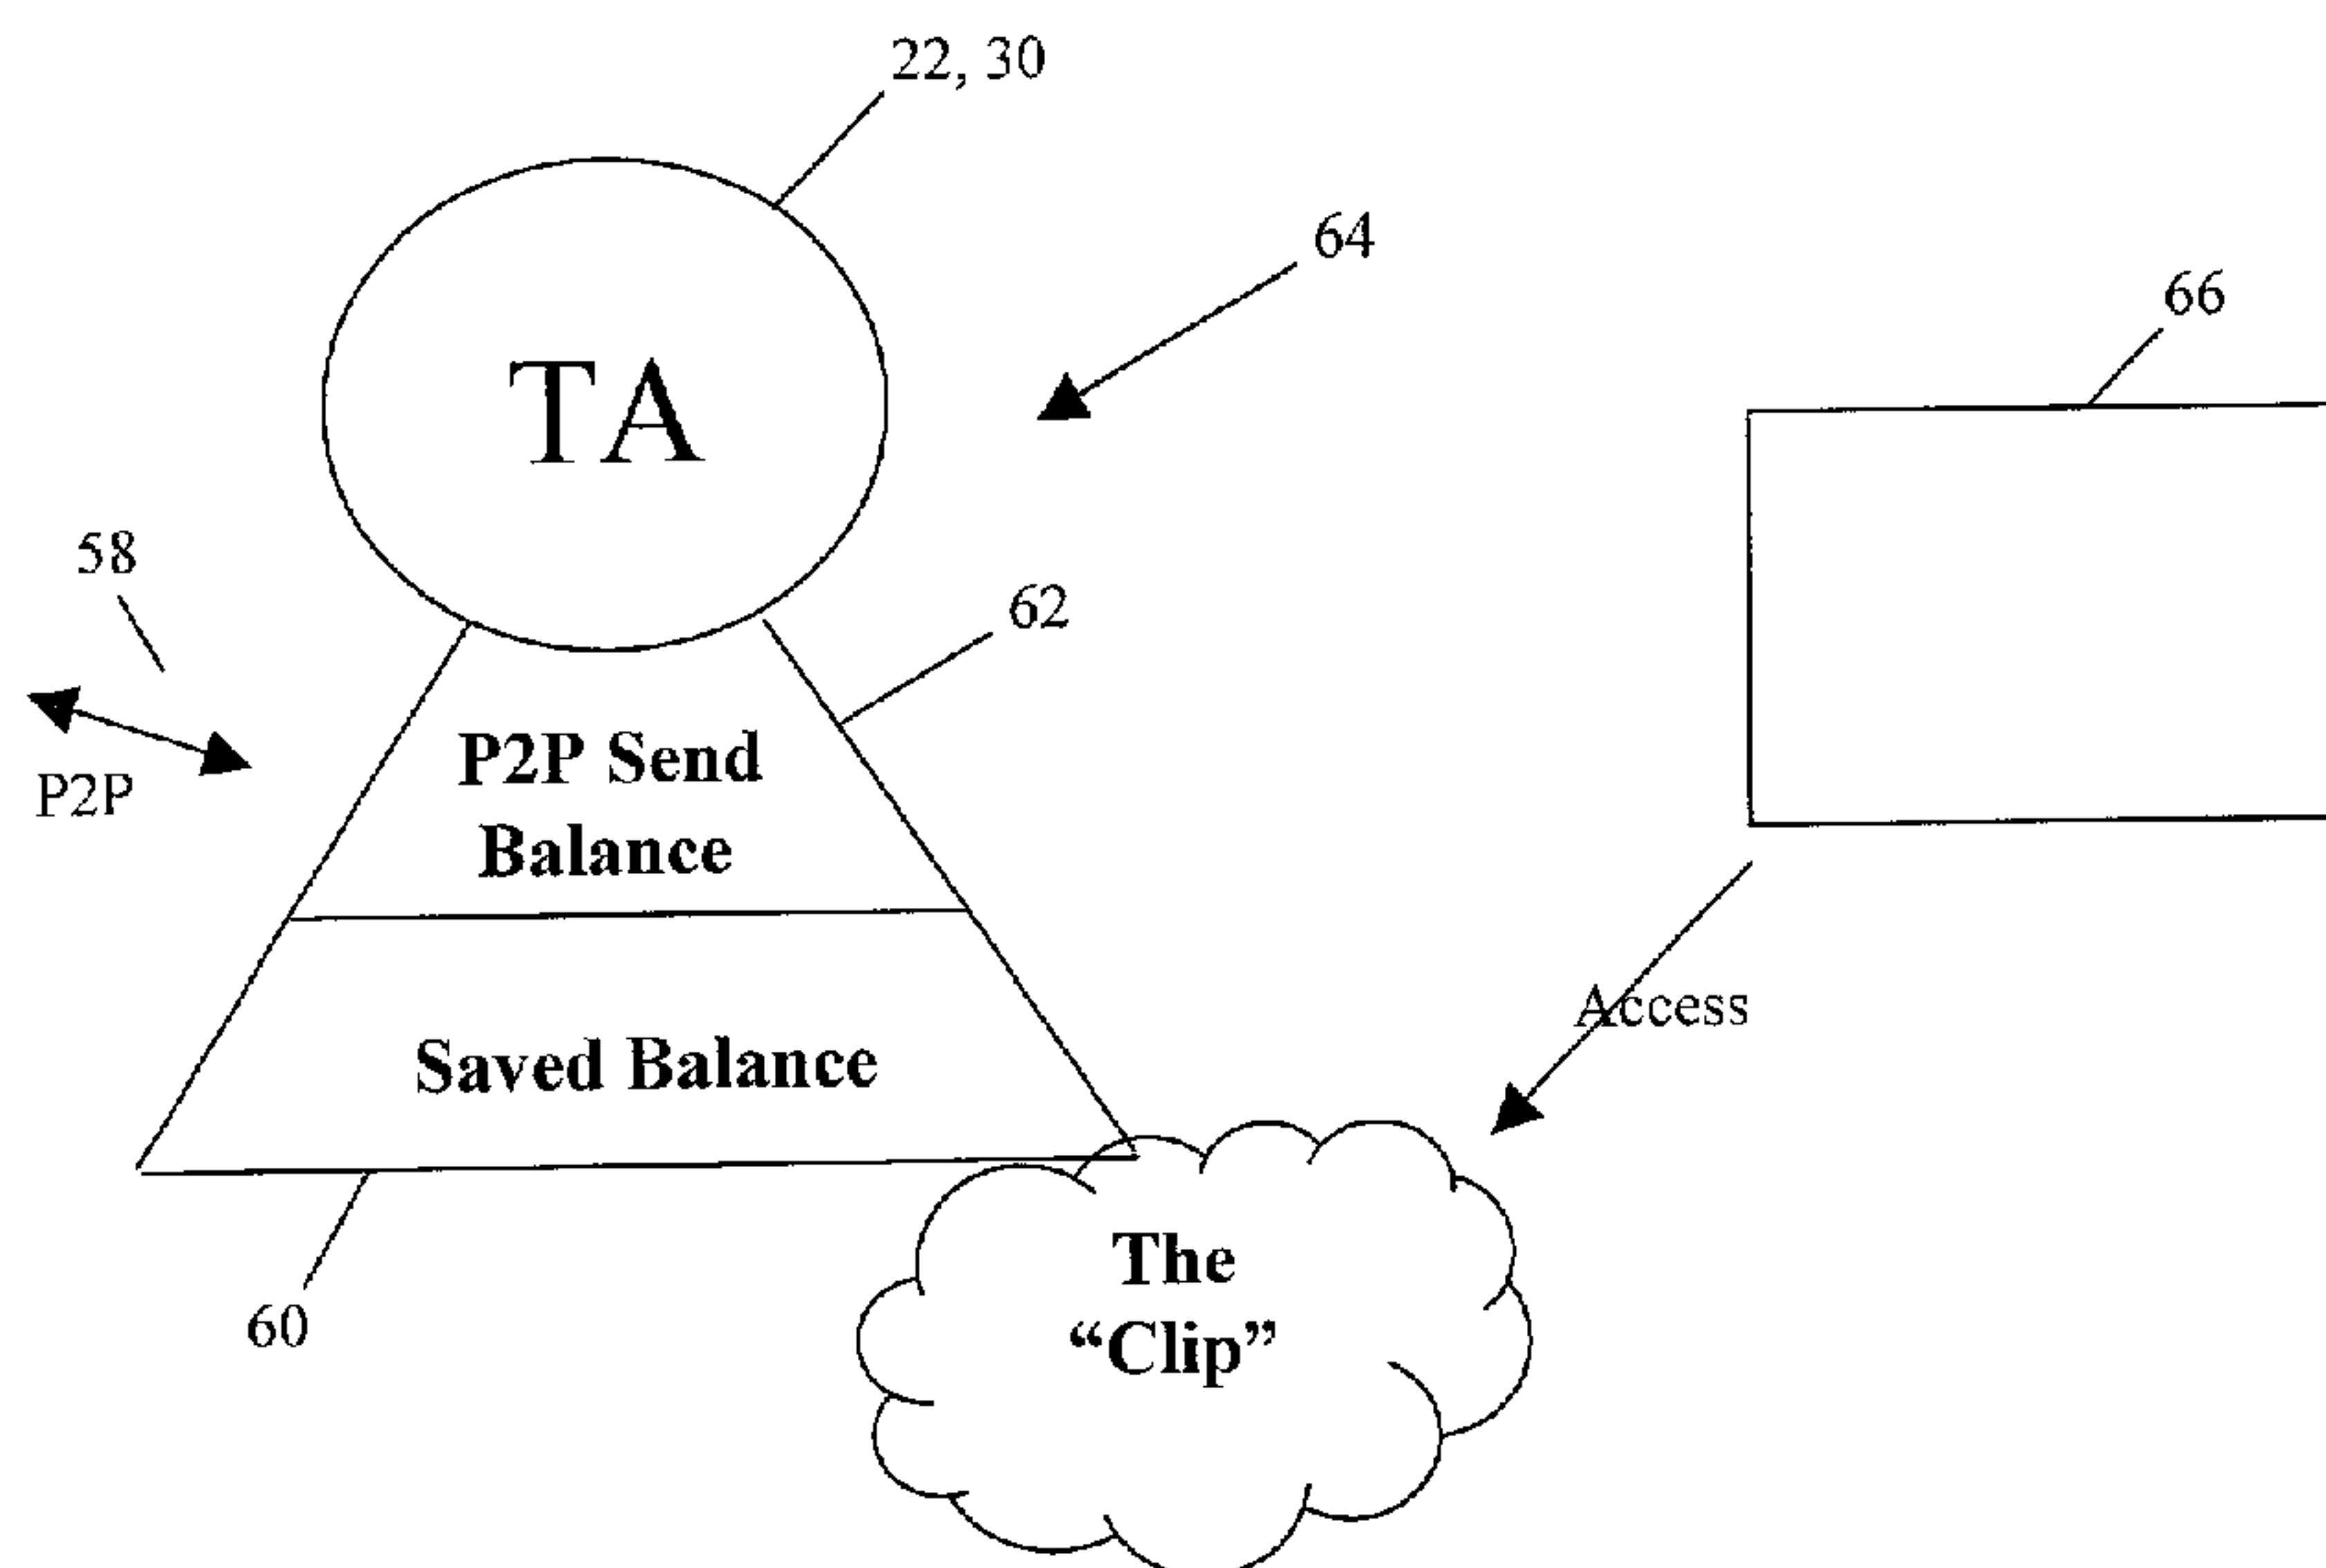 22, 30
64
66
TA
58
62
P2P
P2P Send
Balance
Access
Saved Balance
The
“Clip”
60